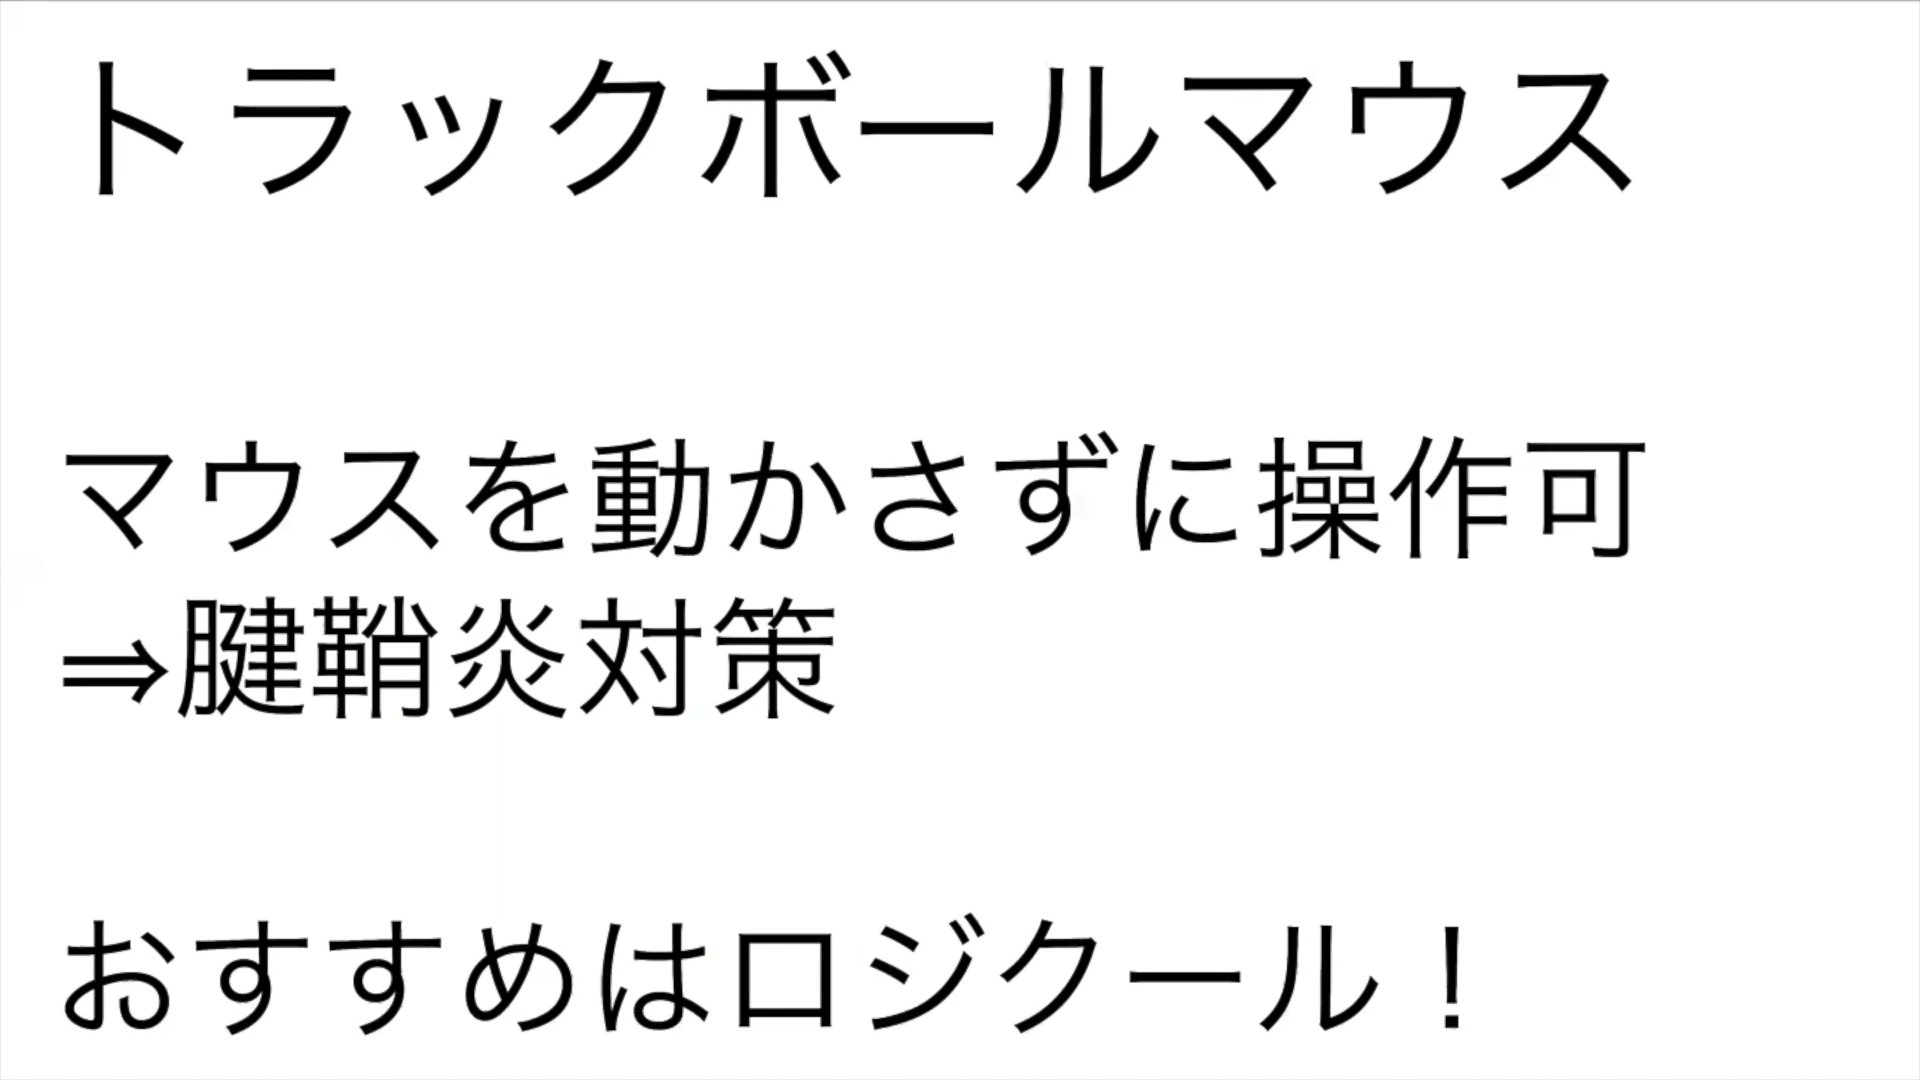 トラックボールマウス
マウスを動かさずに操作可
⇒腱鞘炎対策
おすすめはロジクール！